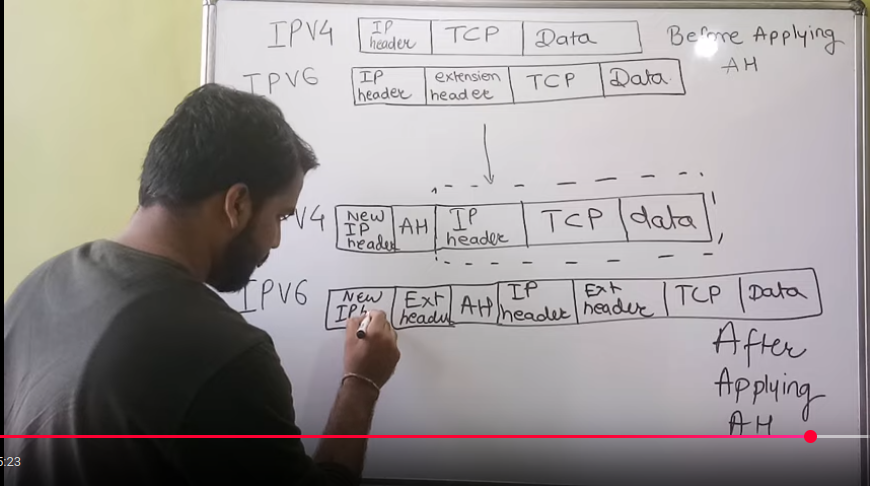 IPV4 IP header TCP Data Before Applying AH
IPV6 IP header extension header TCP Data
V4 New IP header AH IP header TCP data
IPV6 New IP Ext header AH IP header Ext header TCP Data
After
Applying
AH
5:23